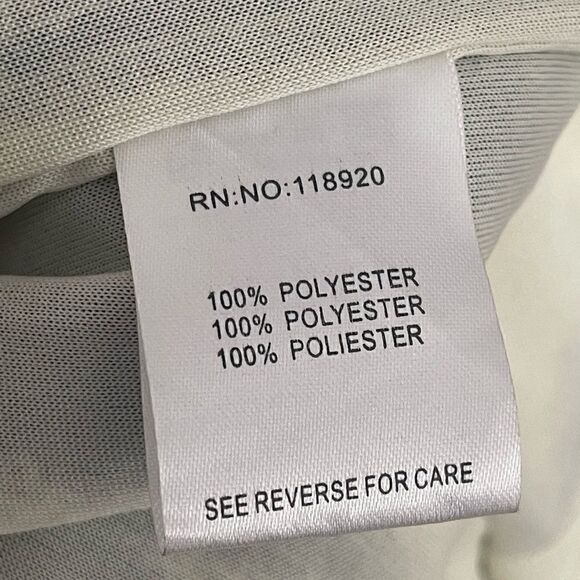 RN:NO:118920
100% POLYESTER
100% POLYESTER
100% POLIESTER
SEE REVERSE FOR CARE